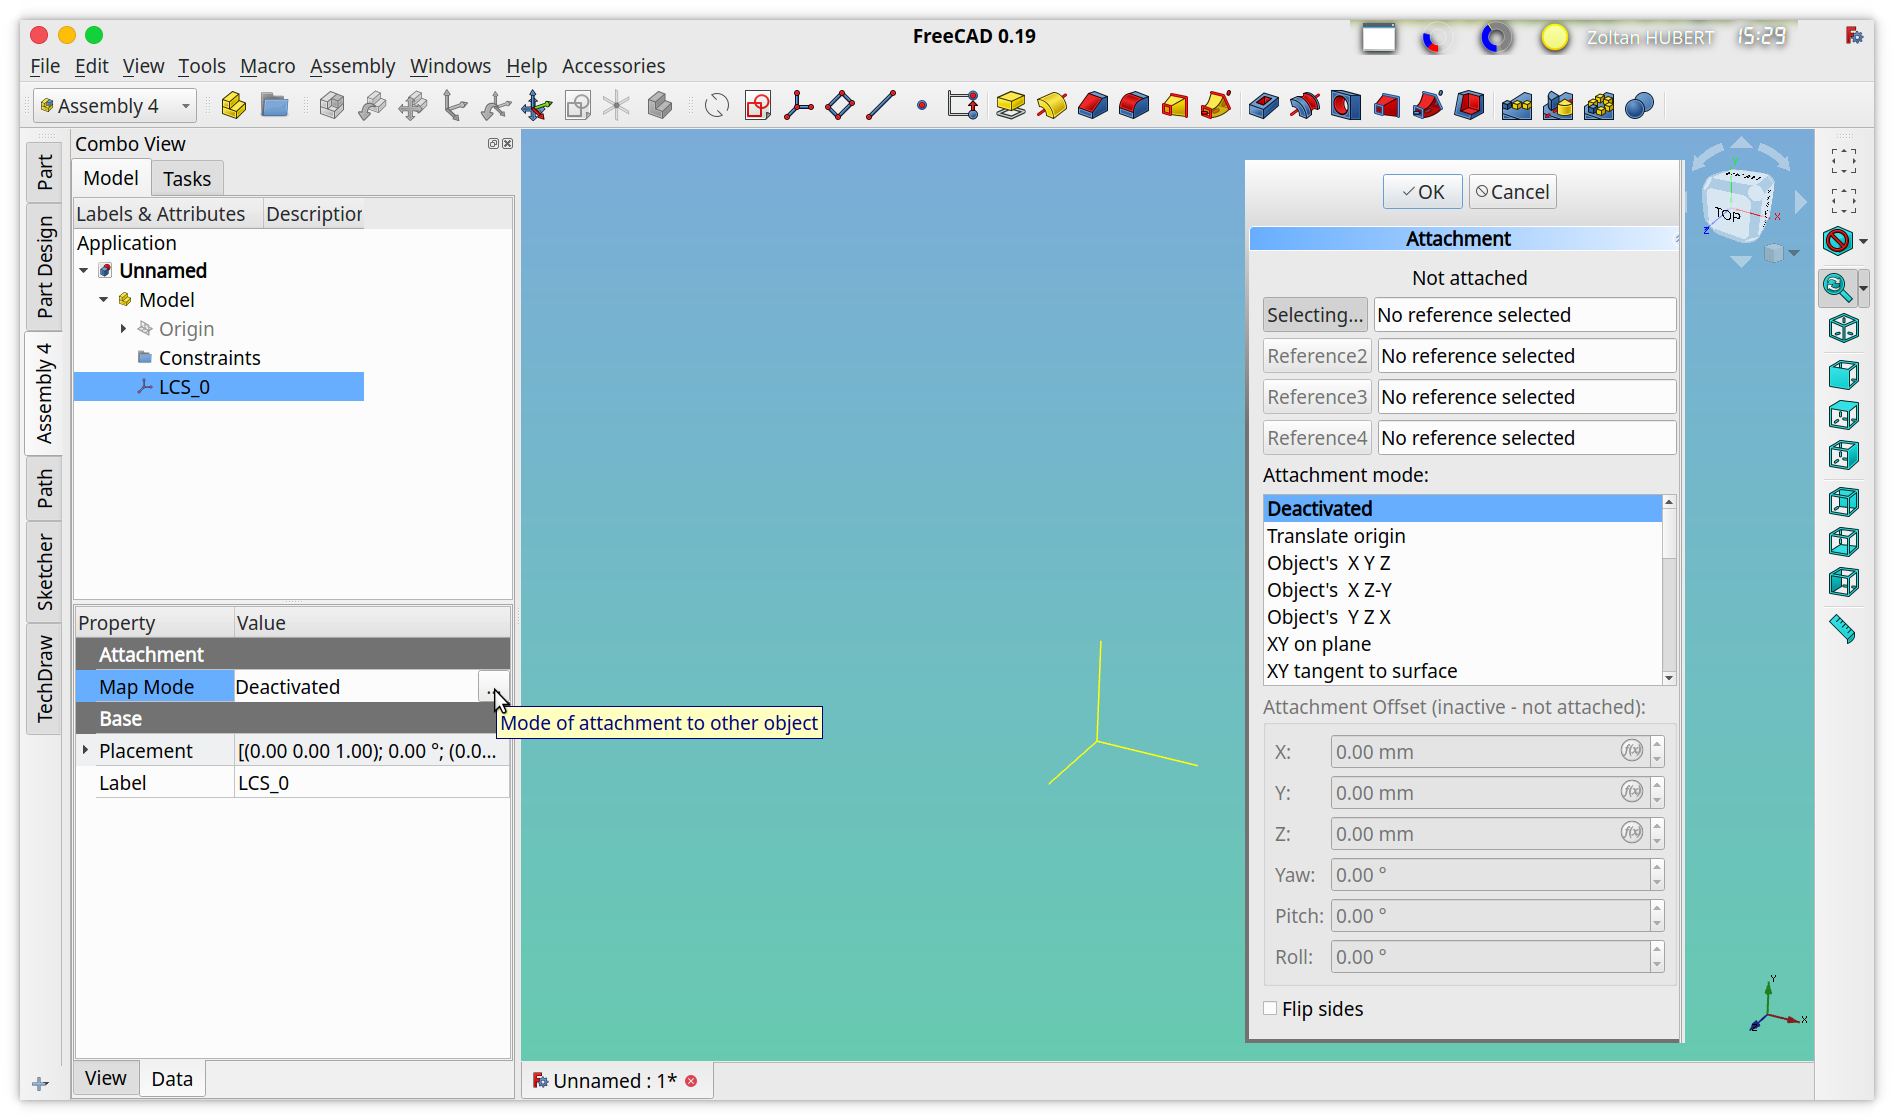 FreeCAD 0.19
Zoltan HUBERT 15:29
File Edit View Tools Macro Assembly Windows Help Accessories
Assembly 4
Part
Part Design
Assembly 4
Path
Sketcher
TechDraw
Combo View
Model Tasks
Labels & Attributes Description
Application
Unnamed
Model
Origin
Constraints
LCS_0
Property Value
Attachment
Map Mode Deactivated ...
Base
Mode of attachment to other object
Placement [(0.00 0.00 1.00); 0.00 °; (0.0...
Label LCS_0
View Data
Unnamed : 1*
OK Cancel
Attachment
Not attached
Selecting... No reference selected
Reference2 No reference selected
Reference3 No reference selected
Reference4 No reference selected
Attachment mode:
Deactivated
Translate origin
Object's X Y Z
Object's X Z-Y
Object's Y Z X
XY on plane
XY tangent to surface
Attachment Offset (inactive - not attached):
X: 0.00 mm f(x)
Y: 0.00 mm f(x)
Z: 0.00 mm f(x)
Yaw: 0.00 °
Pitch: 0.00 °
Roll: 0.00 °
Flip sides
TOP
X
Z
Y
X